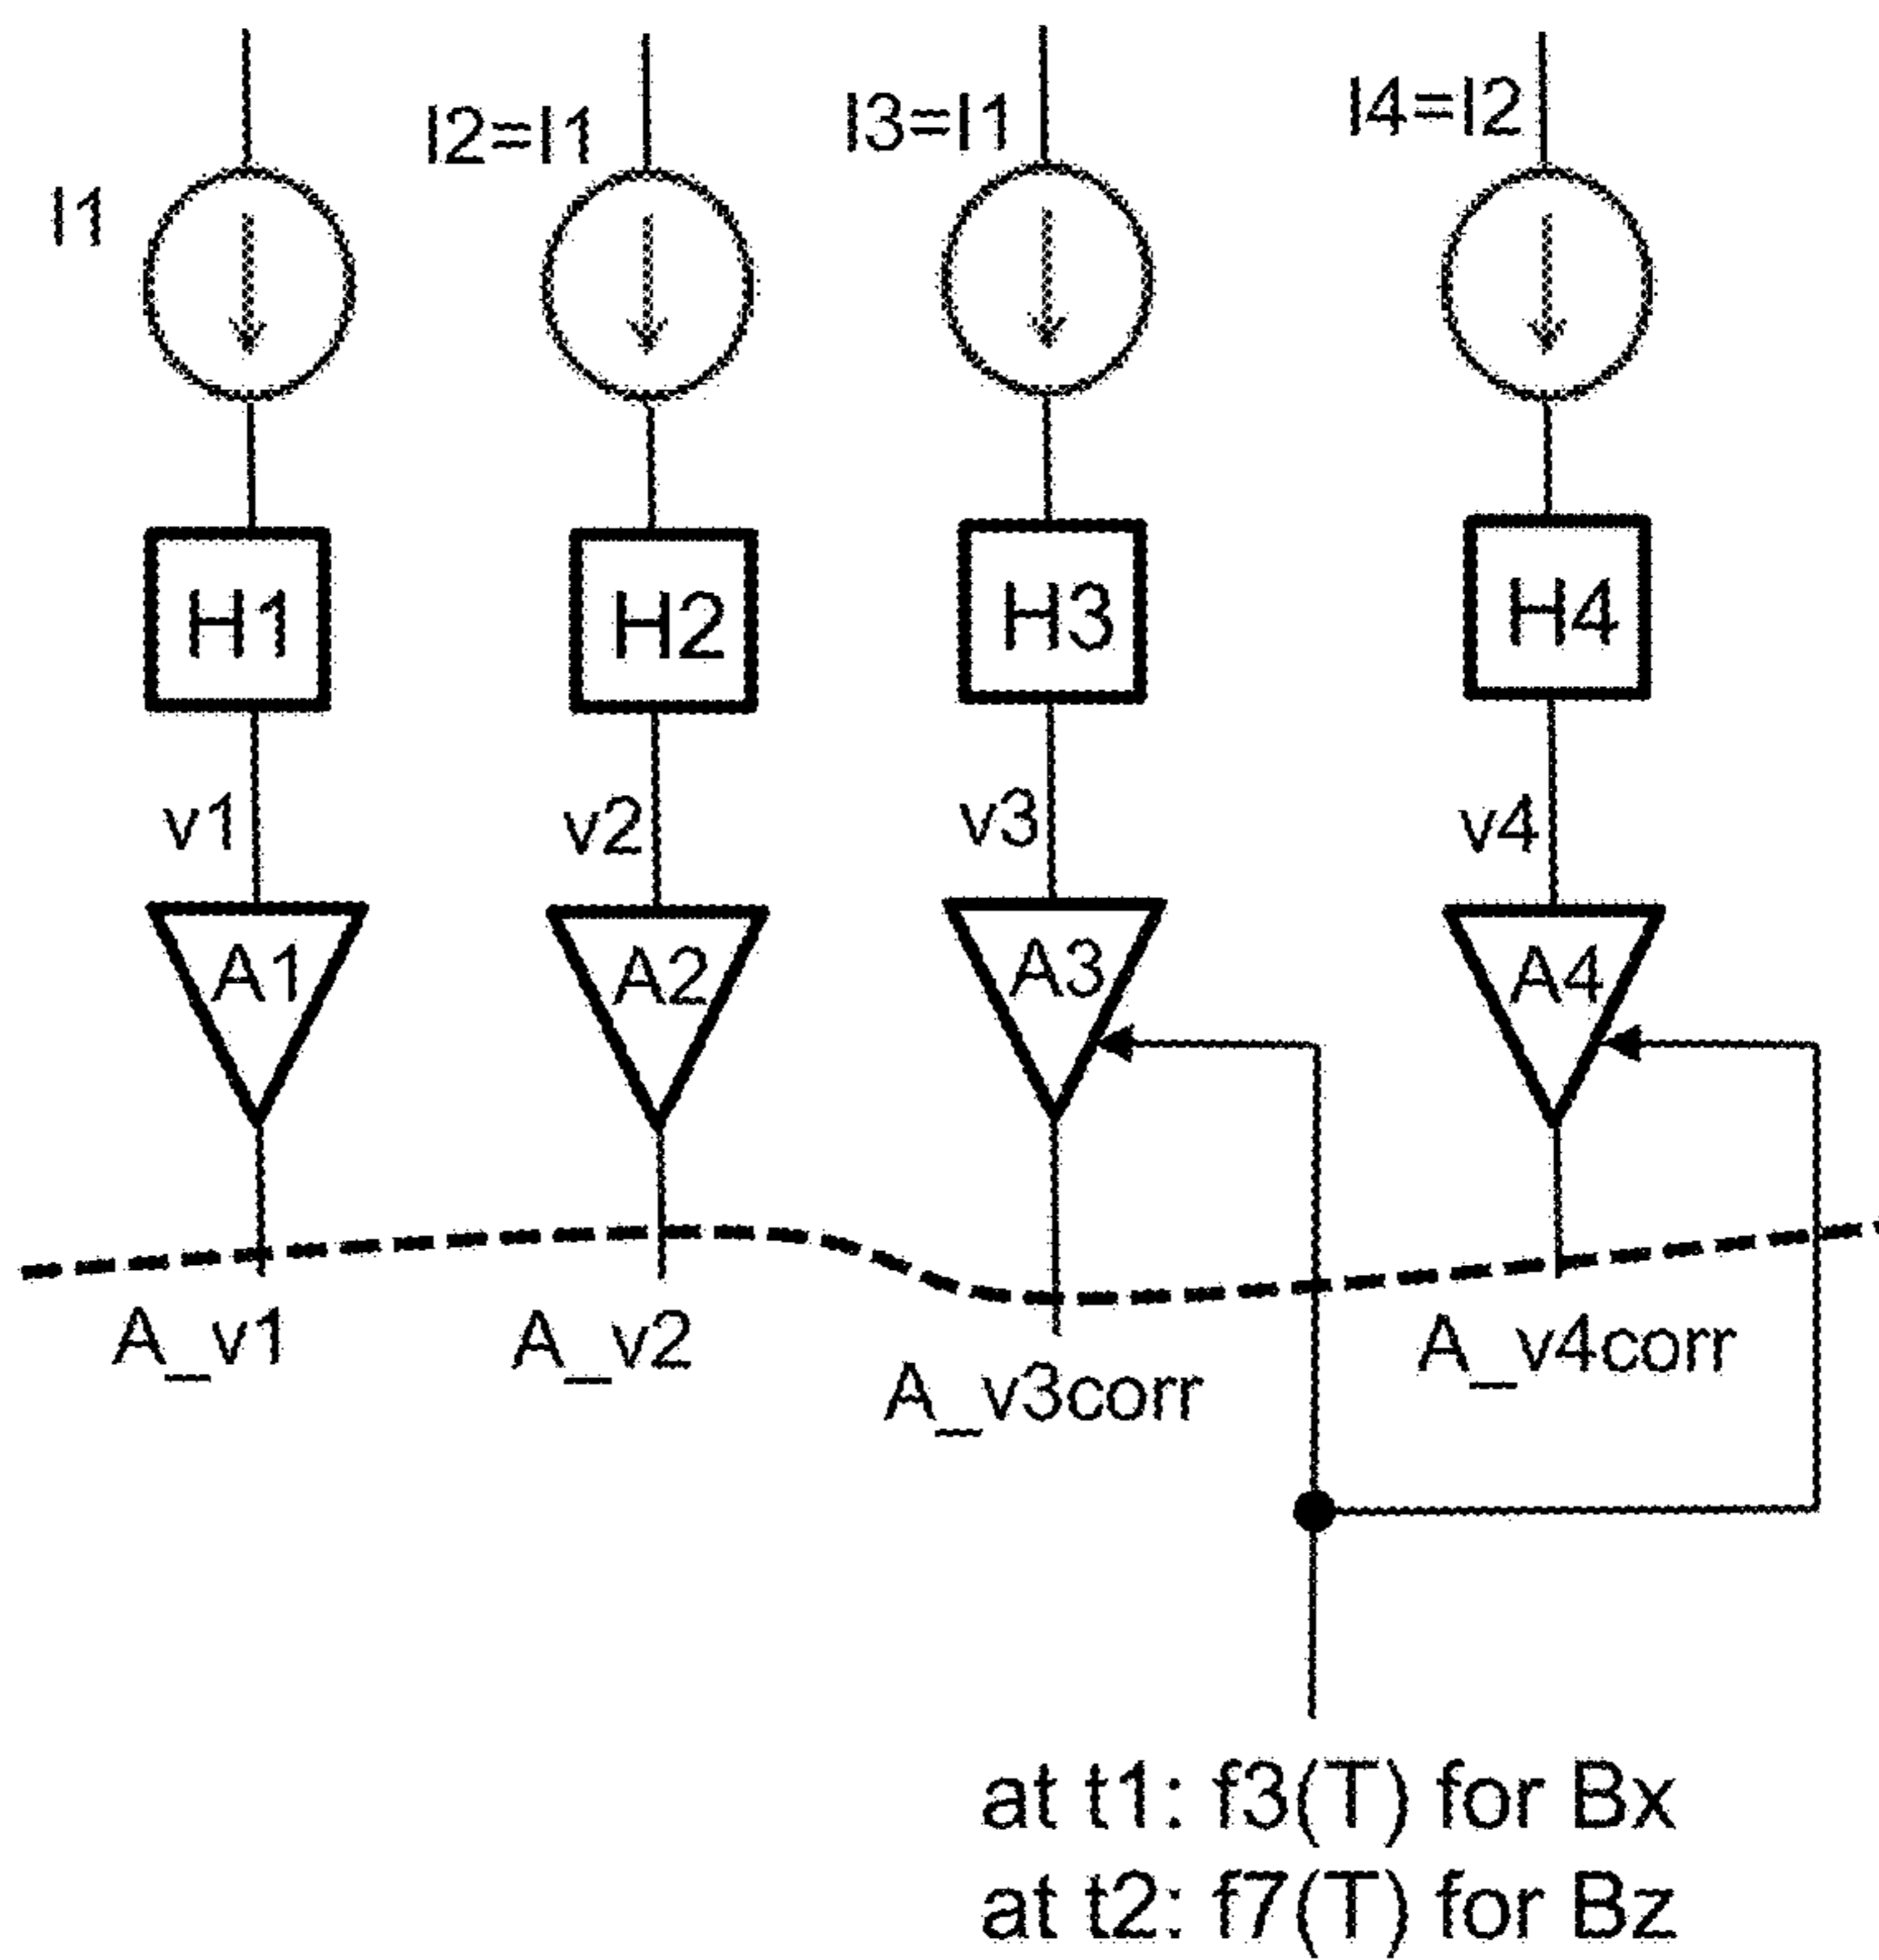 I1
I2=I1
I3=I1
I4=I2
H1
H2
H3
H4
v1
v2
v3
v4
A1
A2
A3
A4
A_v1
A_v2
A_v3corr
A_v4corr
at t1: f3(T) for Bx
at t2: f7(T) for Bz